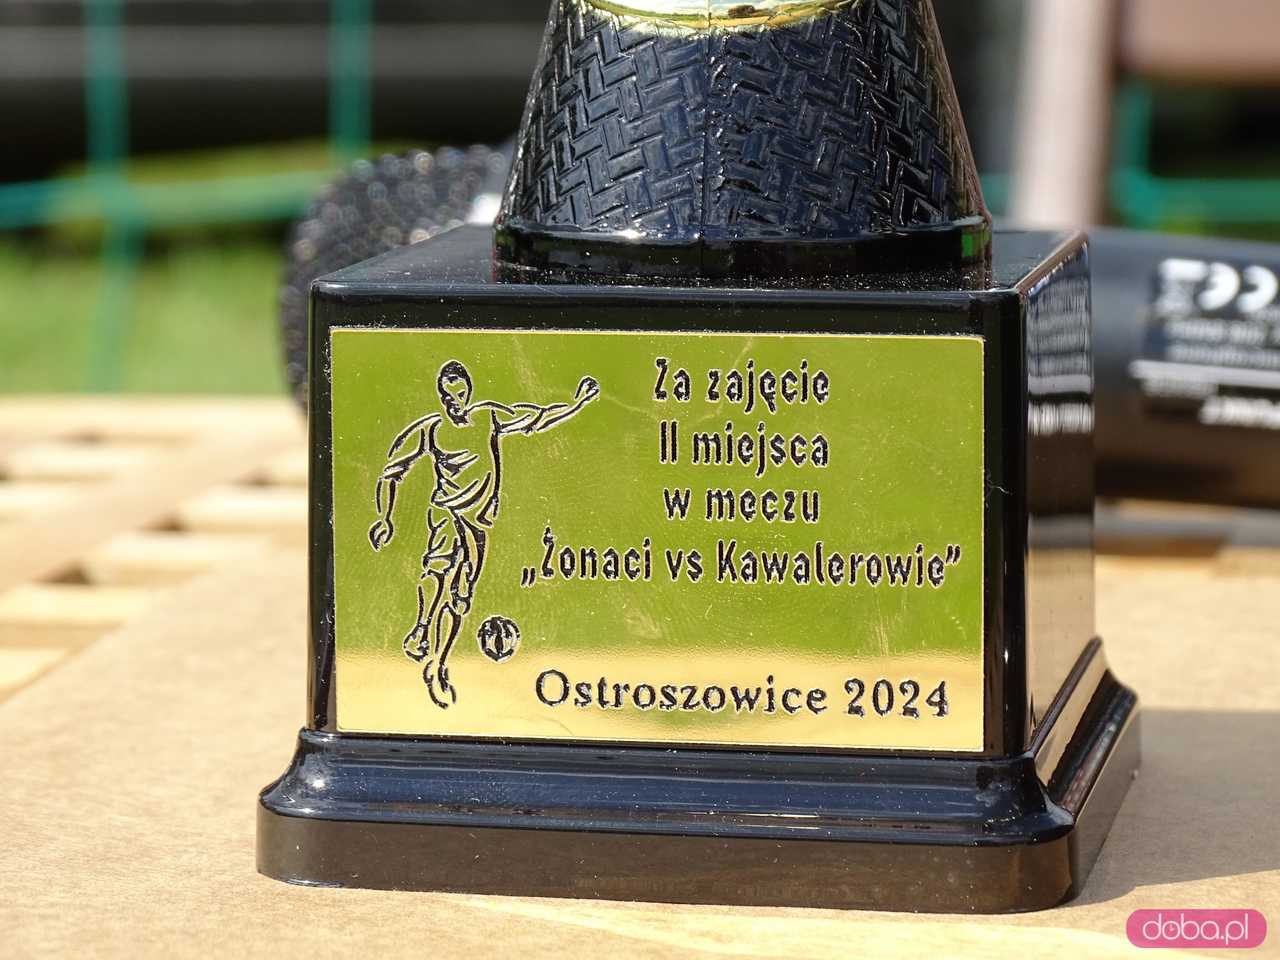 Za zajęcie
II miejsca
w meczu
„Żonaci vs Kawalerowie”
Ostroszowice 2024
doba.pl